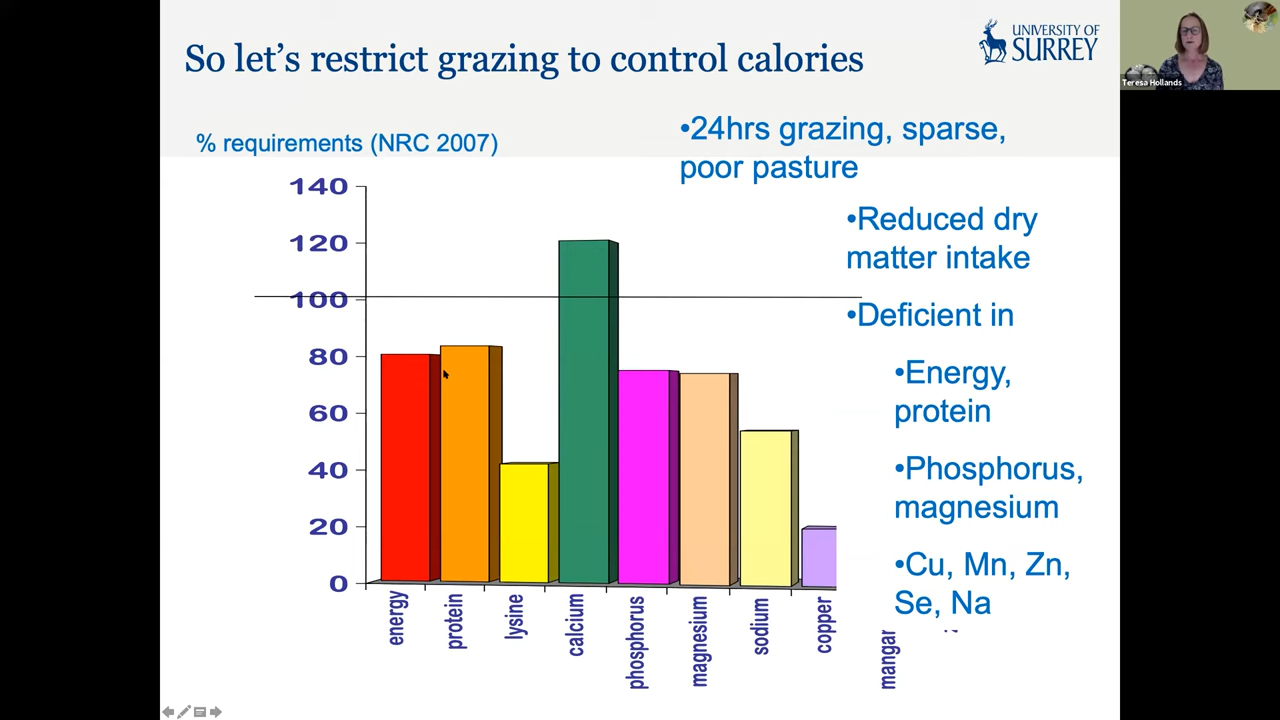 So let's restrict grazing to control calories
UNIVERSITY OF
SURREY
Teresa Hollands
% requirements (NRC 2007)
•24hrs grazing, sparse,
poor pasture
•Reduced dry
matter intake
•Deficient in
•Energy,
protein
•Phosphorus,
magnesium
•Cu, Mn, Zn,
Se, Na
140
120
100
80
60
40
20
0
energy
protein
lysine
calcium
phosphorus
magnesium
sodium
copper
mangar